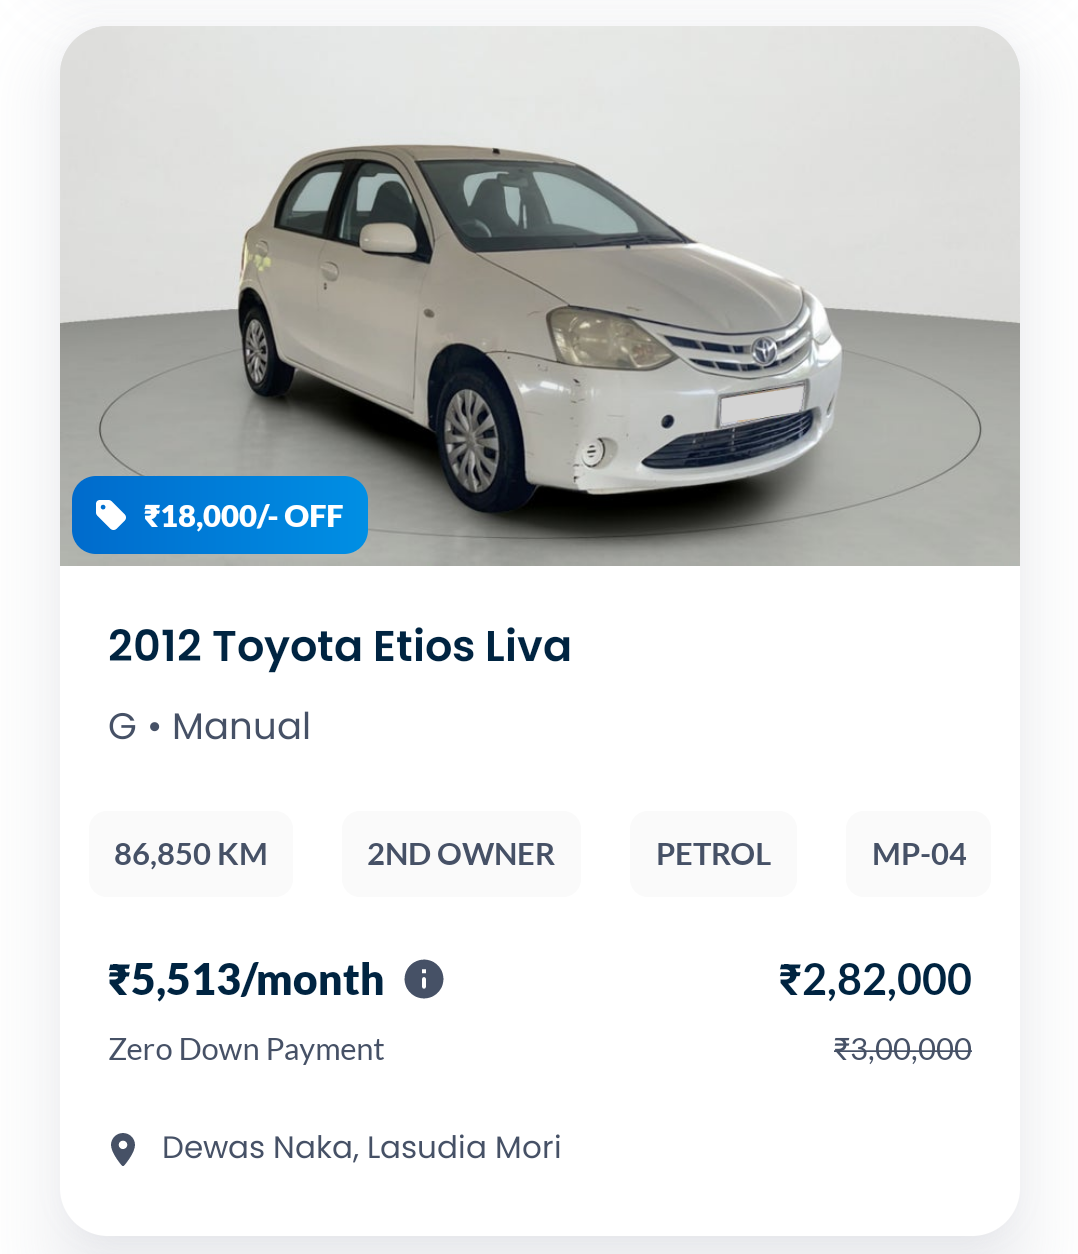 ₹18,000/- OFF
2012 Toyota Etios Liva
G • Manual
86,850 KM 2ND OWNER PETROL MP-04
₹5,513/month ₹2,82,000
Zero Down Payment ₹3,00,000
Dewas Naka, Lasudia Mori